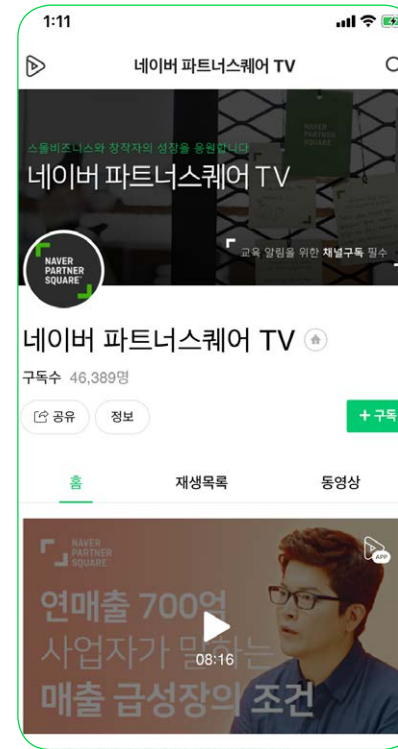 1:11
네이버 파트너스퀘어 TV
NAVER
PARTNER
SQUARE
스몰비즈니스와 창작자의 성장을 응원합니다
네이버 파트너스퀘어 TV
교육 알림을 위한 채널구독 필수
NAVER
PARTNER
SQUARE
네이버 파트너스퀘어 TV
구독수 46,389명
공유
정보
+ 구독
홈
재생목록
동영상
NAVER
PARTNER
SQUARE
APP
연매출 700억
사업자가 말하는
08:16
매출 급성장의 조건